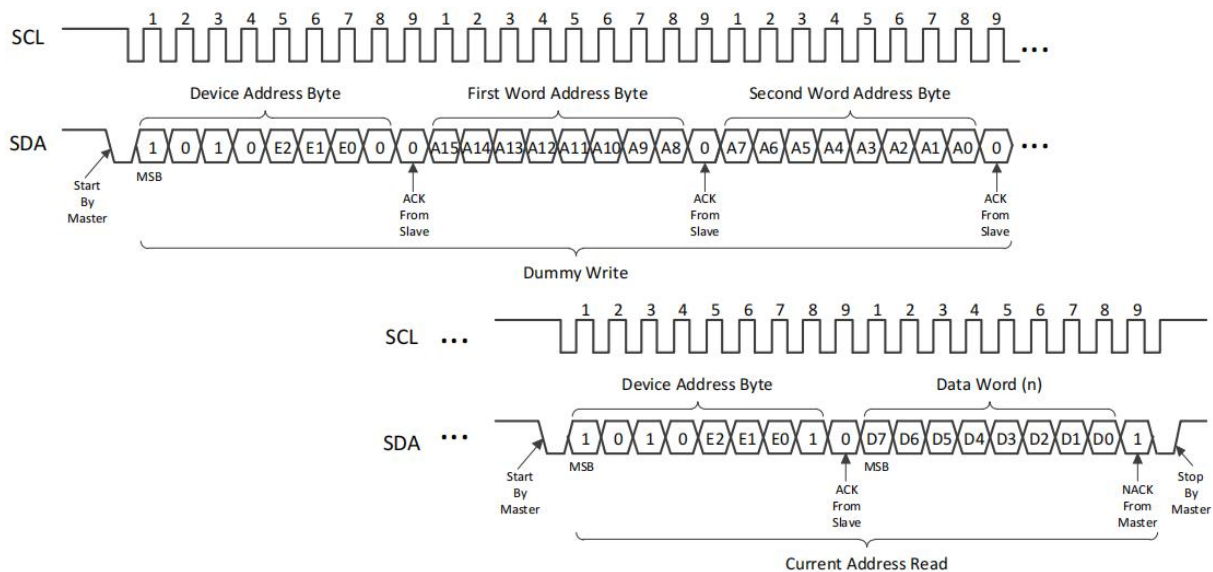 1 2 3 4 5 6 7 8 9 1 2 3 4 5 6 7 8 9 1 2 3 4 5 6 7 8 9
SCL ...
Device Address Byte First Word Address Byte Second Word Address Byte
SDA 1 0 1 0 E2 E1 E0 0 0 A15 A14 A13 A12 A11 A10 A9 A8 0 A7 A6 A5 A4 A3 A2 A1 A0 0 ...
MSB
Start
By
Master
ACK
From
Slave
ACK
From
Slave
ACK
From
Slave
Dummy Write
1 2 3 4 5 6 7 8 9 1 2 3 4 5 6 7 8 9
SCL ...
Device Address Byte Data Word (n)
SDA ... 1 0 1 0 E2 E1 E0 1 0 D7 D6 D5 D4 D3 D2 D1 D0 1
MSB MSB
Start
By
Master
ACK
From
Slave
NACK
From
Master
Stop
By
Master
Current Address Read